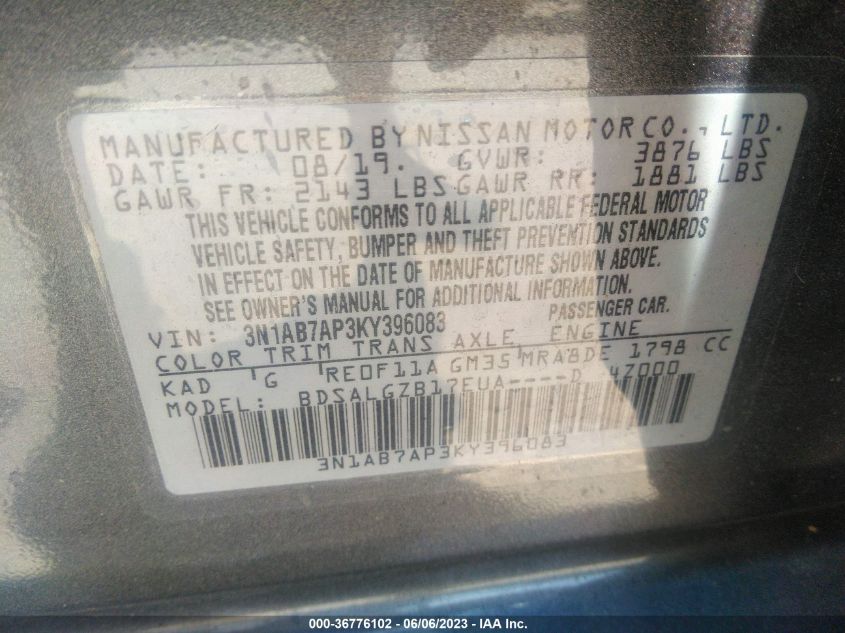 MANUFACTURED BY NISSAN MOTOR CO., LTD.
DATE: 08/19. GVWR: 3876 LBS
GAWR FR: 2143 LBS GAWR RR: 1881 LBS
THIS VEHICLE CONFORMS TO ALL APPLICABLE FEDERAL MOTOR
VEHICLE SAFETY, BUMPER AND THEFT PREVENTION STANDARDS
IN EFFECT ON THE DATE OF MANUFACTURE SHOWN ABOVE.
SEE OWNER'S MANUAL FOR ADDITIONAL INFORMATION.
PASSENGER CAR.
VIN: 3N1AB7AP3KY396083
COLOR TRIM TRANS AXLE ENGINE
KAD G RE0F11A GM35 MRA8DE 1798 CC
MODEL: BDSALGZB17EUA----D 4Z000
3N1AB7AP3KY396083
000-36776102 - 06/06/2023 - IAA Inc.